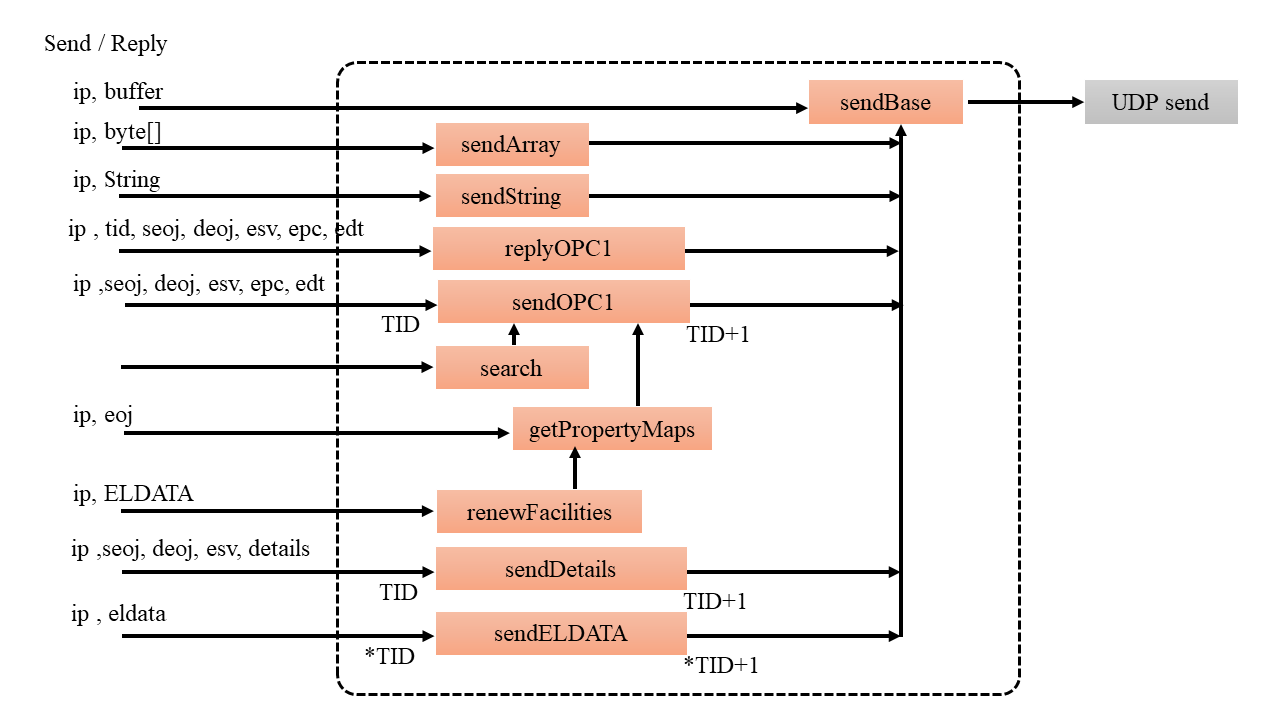 Send / Reply
ip, buffer
sendBase
UDP send
ip, byte[]
sendArray
ip, String
sendString
ip , tid, seoj, deoj, esv, epc, edt
replyOPC1
ip ,seoj, deoj, esv, epc, edt
sendOPC1
TID
TID+1
search
ip, eoj
getPropertyMaps
ip, ELDATA
renewFacilities
ip ,seoj, deoj, esv, details
sendDetails
TID
TID+1
ip , eldata
sendELDATA
*TID
*TID+1